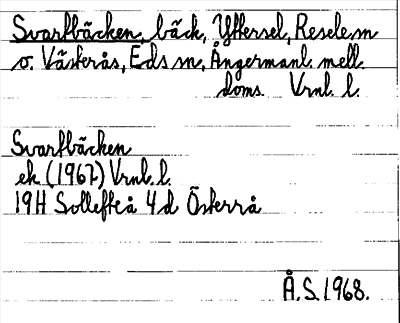 Svartbäcken, bäck, Yttersel, Resele sn
o. Västerås, Eds sn, Ångermanl. mell.
doms. Vrnl. l.
Svartbäcken
ek (1967) Vrnl. l.
19H Sollefteå 4d Österrå
Å.S. 1968.